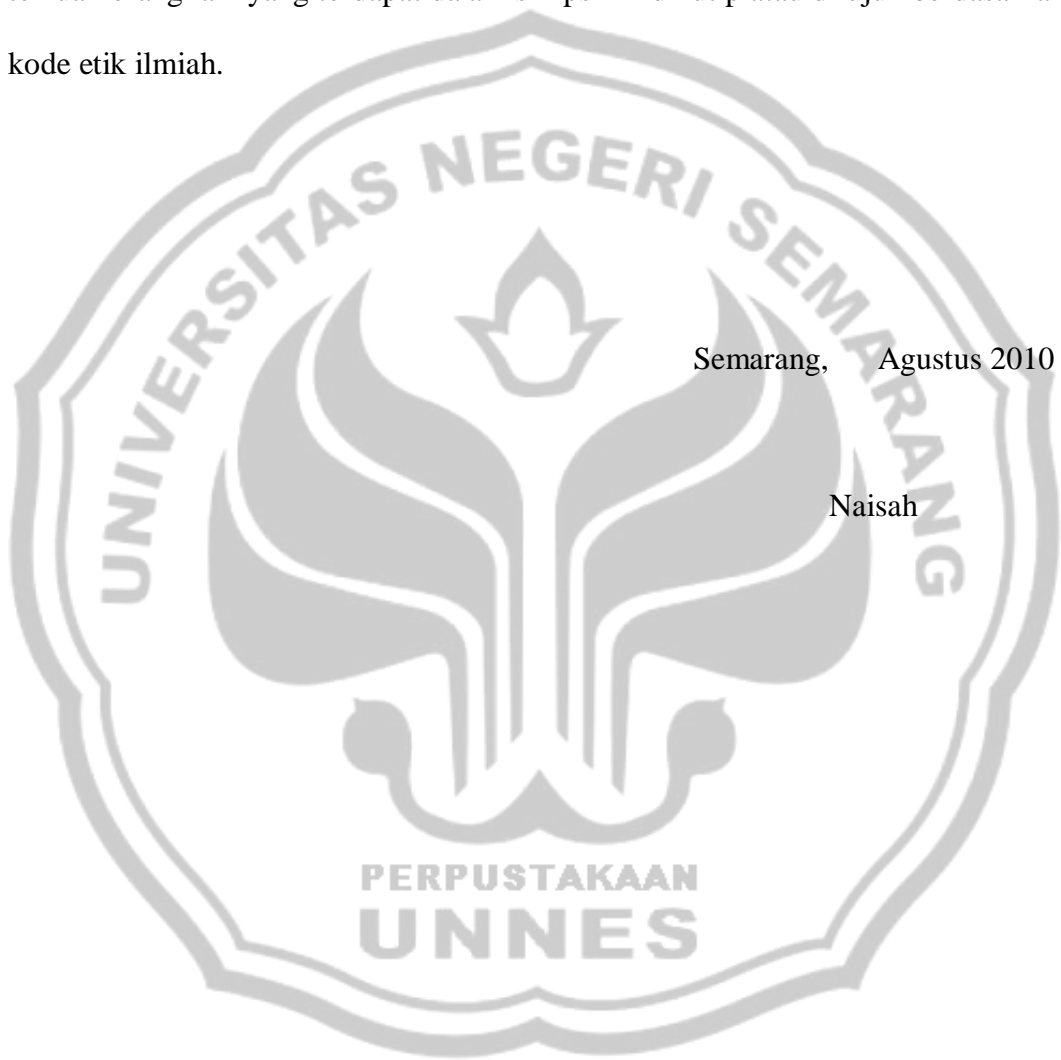 kode etik ilmiah.
UNIVERSITAS NEGERI SEMARANG
Semarang,      Agustus 2010
Naisah
PERPUSTAKAAN
UNNES